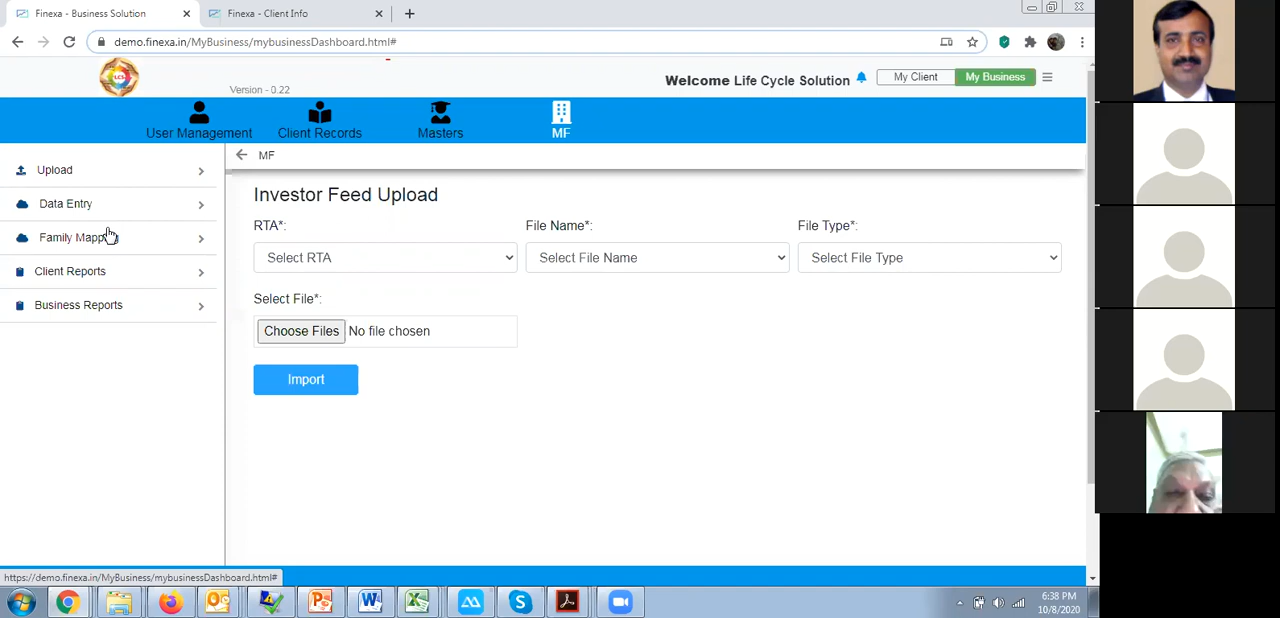 Finexa - Business Solution
Finexa - Client Info
demo.finexa.in/MyBusiness/mybusinessDashboard.html#
LCS
Version - 0.22
Welcome Life Cycle Solution
My Client
My Business
User Management
Client Records
Masters
MF
Upload
Data Entry
Family Mapping
Client Reports
Business Reports
MF
Investor Feed Upload
RTA*:
File Name*:
File Type*:
Select RTA
Select File Name
Select File Type
Select File*:
Choose Files No file chosen
Import
https://demo.finexa.in/MyBusiness/mybusinessDashboard.html#
6:38 PM
10/8/2020